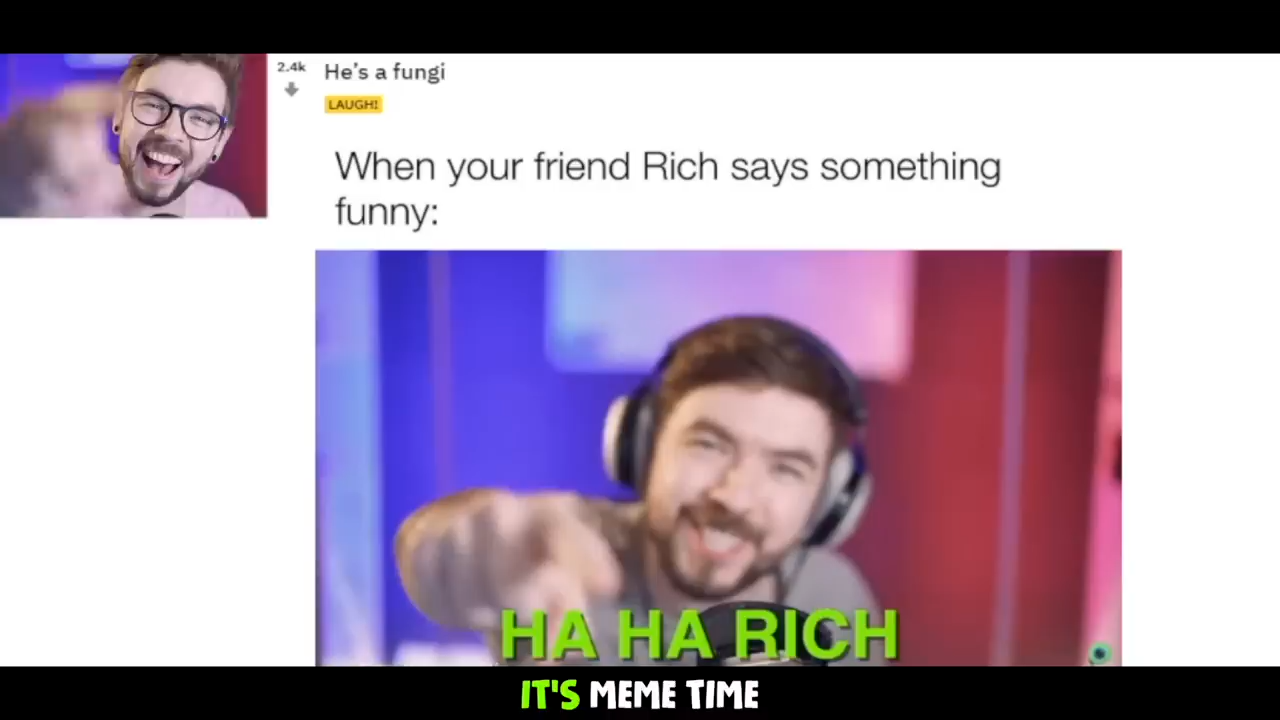 2.4k
He's a fungi
LAUGH!
When your friend Rich says something
funny:
HA HA RICH
IT'S MEME TIME